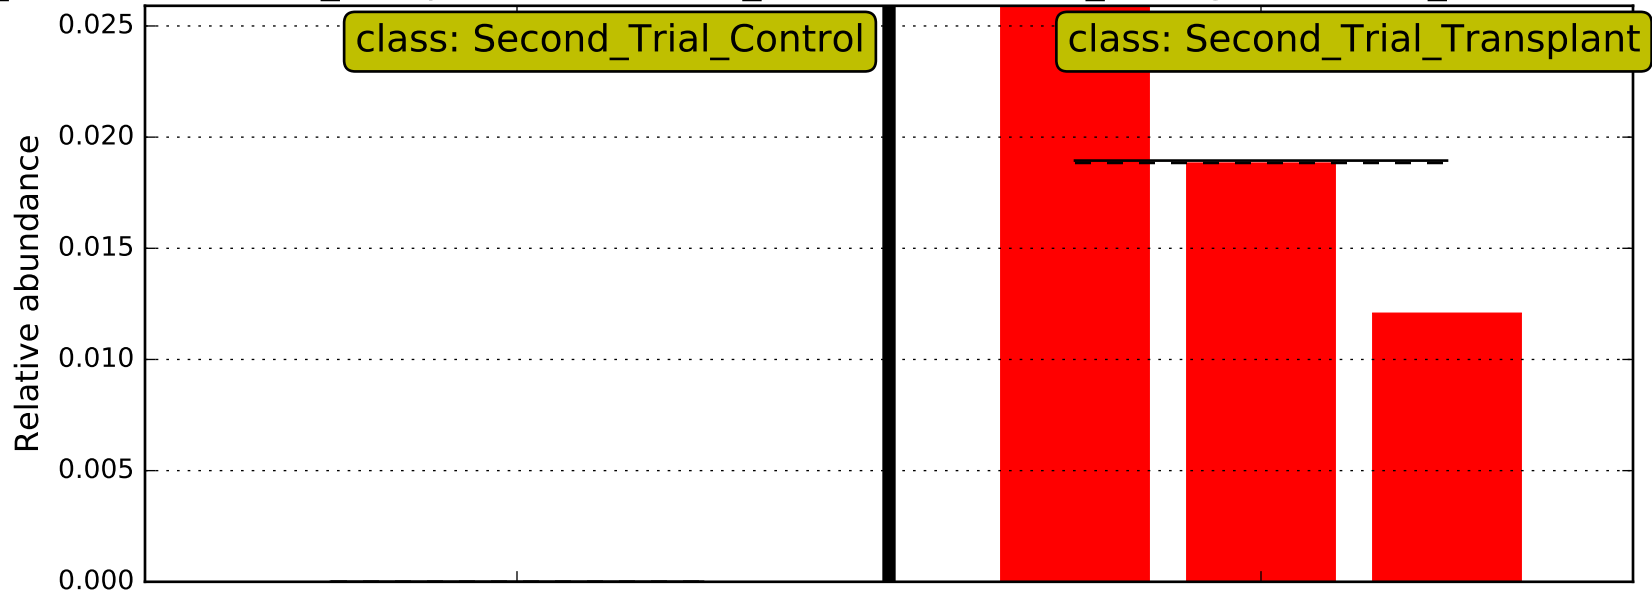 0.025
class: Second_Trial_Control
class: Second_Trial_Transplant
0.020
0.015
0.010
0.005
0.000
Relative abundance